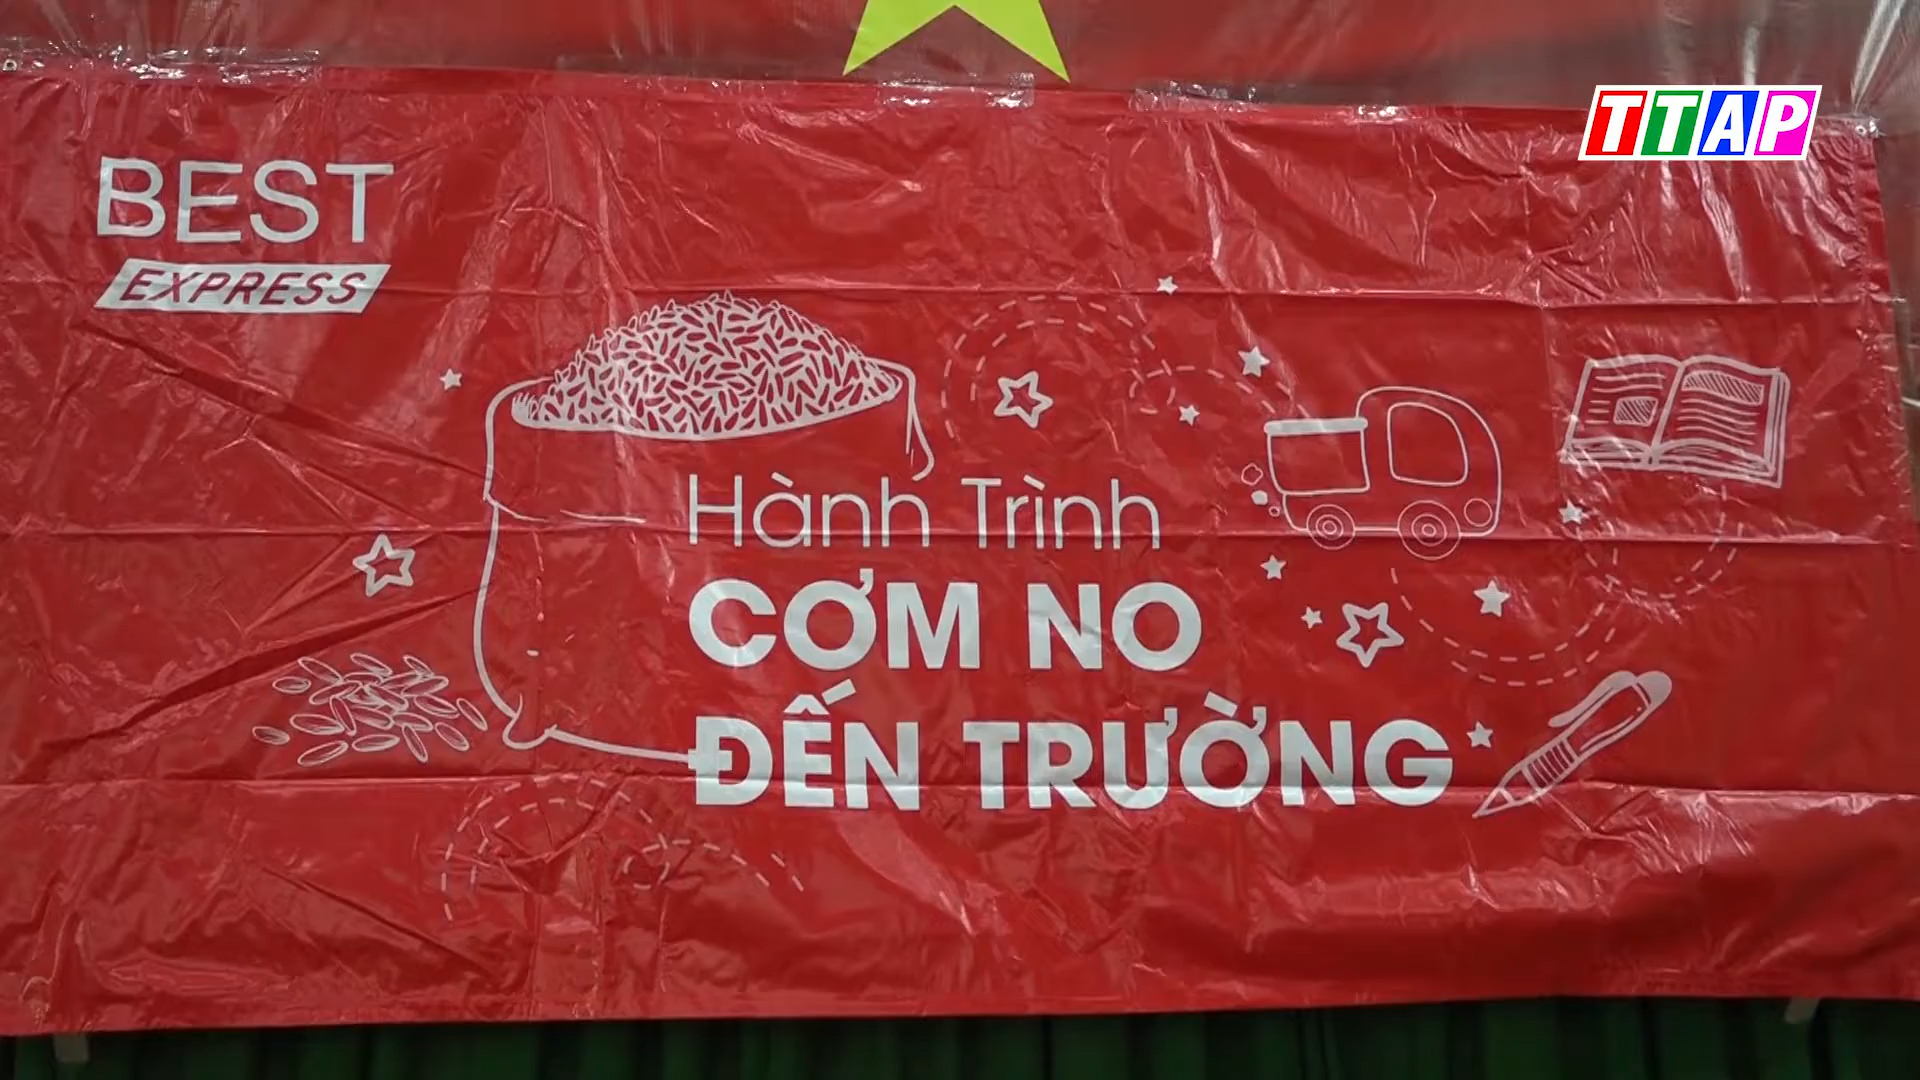 TTAP
BEST
EXPRESS
Hành Trình
CƠM NO
ĐẾN TRƯỜNG